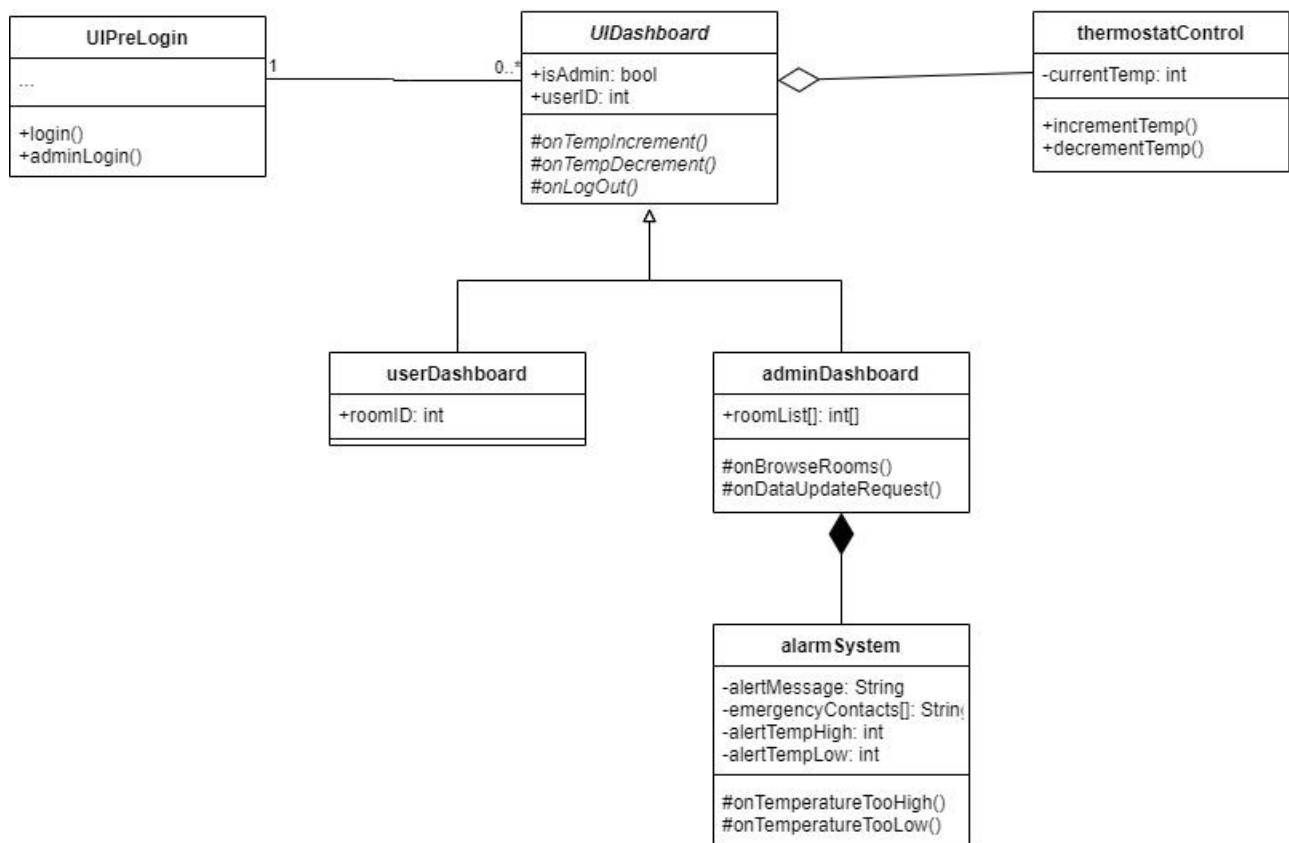 UIPreLogin
...
+login()
+adminLogin()
1
0..*
UIDashboard
+isAdmin: bool
+userID: int
#onTempIncrement()
#onTempDecrement()
#onLogOut()
thermostatControl
-currentTemp: int
+incrementTemp()
+decrementTemp()
userDashboard
+roomID: int
adminDashboard
+roomList[]: int[]
#onBrowseRooms()
#onDataUpdateRequest()
alarmSystem
-alertMessage: String
-emergencyContacts[]: String
-alertTempHigh: int
-alertTempLow: int
#onTemperatureTooHigh()
#onTemperatureTooLow()